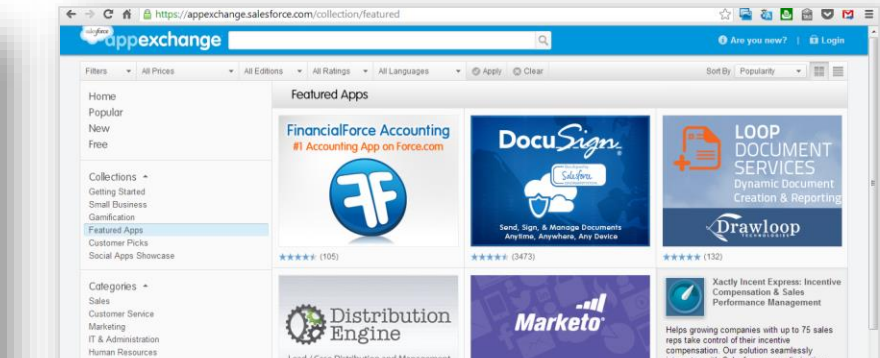 https://appexchange.salesforce.com/collection/featured
salesforce
appexchange
Are you new? | Login
Filters All Prices All Editions All Ratings All Languages Apply Clear Sort By Popularity
Home
Popular
New
Free
Collections
Getting Started
Small Business
Gamification
Featured Apps
Customer Picks
Social Apps Showcase
Categories
Sales
Customer Service
Marketing
IT & Administration
Human Resources
Featured Apps
FinancialForce Accounting
#1 Accounting App on Force.com
FF
(105)
DocuSign
Salesforce
Send, Sign, & Manage Documents
Anytime, Anywhere, Any Device
(3473)
LOOP
DOCUMENT
SERVICES
Dynamic Document
Creation & Reporting
Drawloop
TECHNOLOGIES
(132)
Distribution
Engine
Marketo
Xactly Incent Express: Incentive
Compensation & Sales
Performance Management
Helps growing companies with up to 75 sales
reps take control of their incentive
compensation. Our solution seamlessly